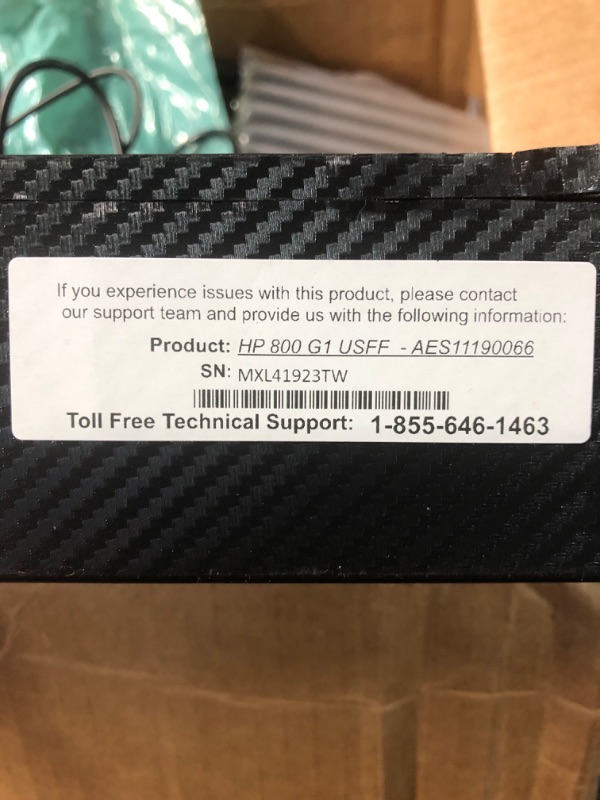 If you experience issues with this product, please contact
our support team and provide us with the following information:
Product: HP 800 G1 USFF - AES11190066
SN: MXL41923TW
Toll Free Technical Support: 1-855-646-1463